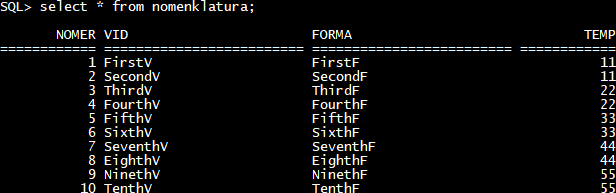 SQL> select * from nomenklatura;
NOMER VID FORMA TEMP
============ ========================= ========================= ============
1 FirstV FirstF 11
2 SecondV SecondF 11
3 ThirdV ThirdF 22
4 FourthV FourthF 22
5 FifthV FifthF 33
6 SixthV SixthF 33
7 SeventhV SeventhF 44
8 EighthV EighthF 44
9 NinethV NinethF 55
10 TenthV TenthF 55